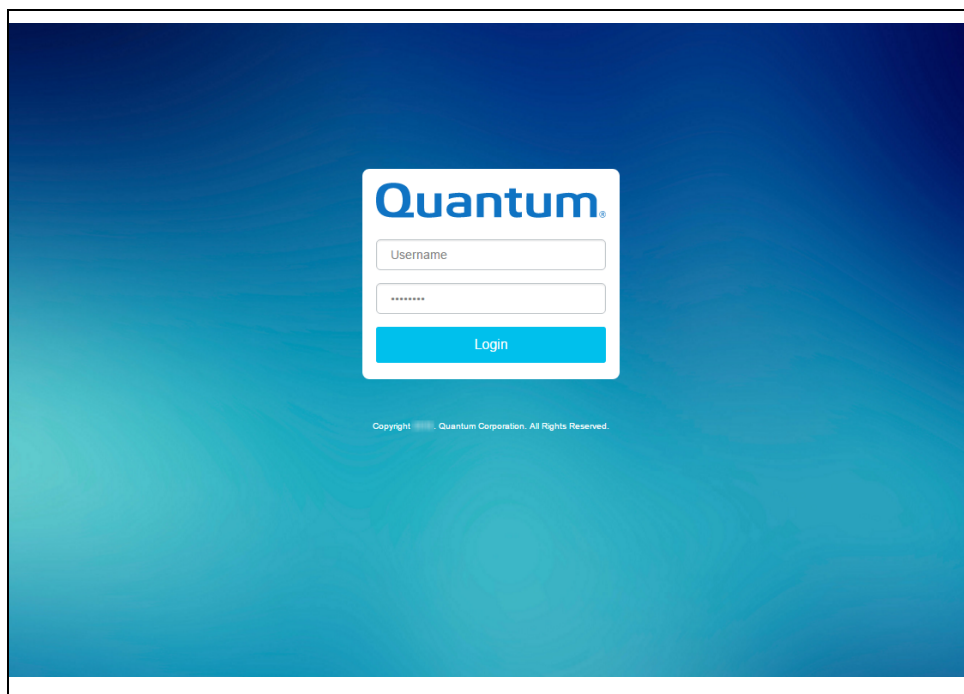 Quantum®
Username
••••••••
Login
Copyright . Quantum Corporation. All Rights Reserved.